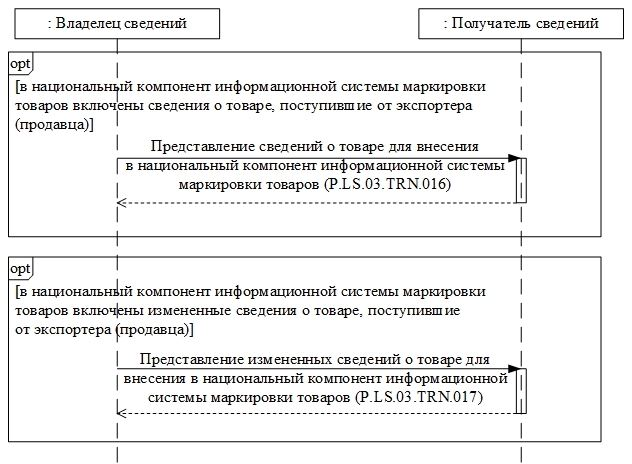 : Владелец сведений
: Получатель сведений
opt
[в национальный компонент информационной системы маркировки
товаров включены сведения о товаре, поступившие от экспортера
(продавца)]
Представление сведений о товаре для внесения
в национальный компонент информационной системы
маркировки товаров (P.LS.03.TRN.016)
opt
[в национальный компонент информационной системы маркировки
товаров включены измененные сведения о товаре, поступившие
от экспортера (продавца)]
Представление измененных сведений о товаре для
внесения в национальный компонент информационной
системы маркировки товаров (P.LS.03.TRN.017)